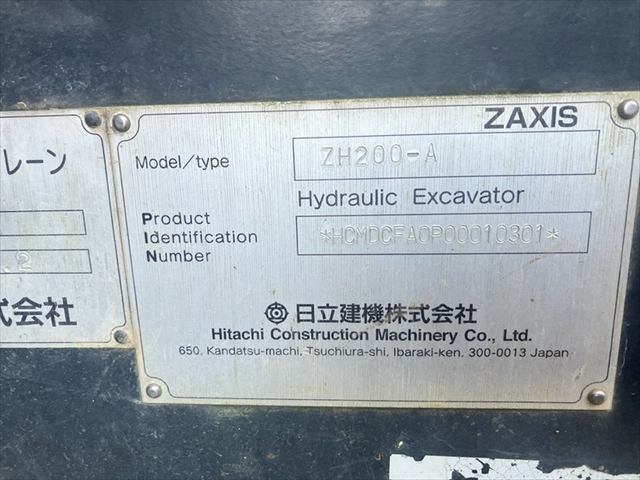 レーン
.2
式会社
ZAXIS
Model/type ZH200-A
Hydraulic Excavator
Product
Identification
Number
*HCMDCFA0P00010301*
日立建機株式会社
Hitachi Construction Machinery Co., Ltd.
650, Kandatsu-machi, Tsuchiura-shi, Ibaraki-ken, 300-0013 Japan